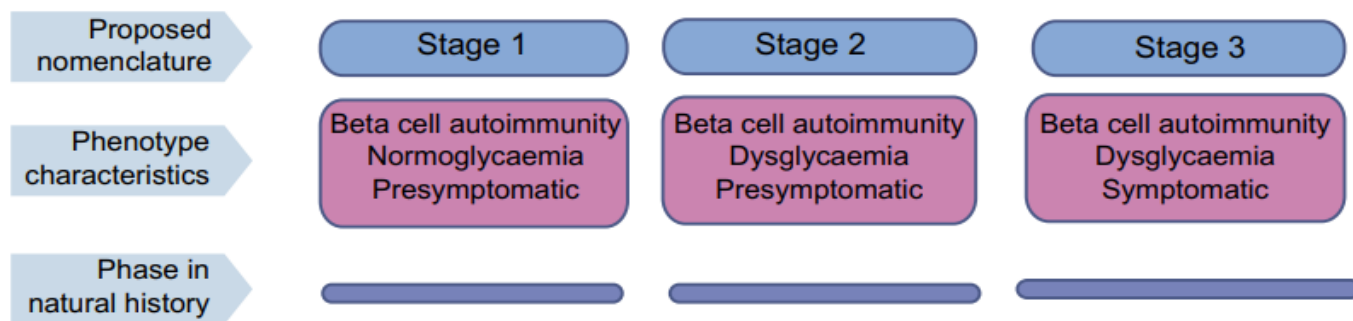 Proposed
nomenclature
Stage 1
Stage 2
Stage 3
Phenotype
characteristics
Beta cell autoimmunity
Normoglycaemia
Presymptomatic
Beta cell autoimmunity
Dysglycaemia
Presymptomatic
Beta cell autoimmunity
Dysglycaemia
Symptomatic
Phase in
natural history